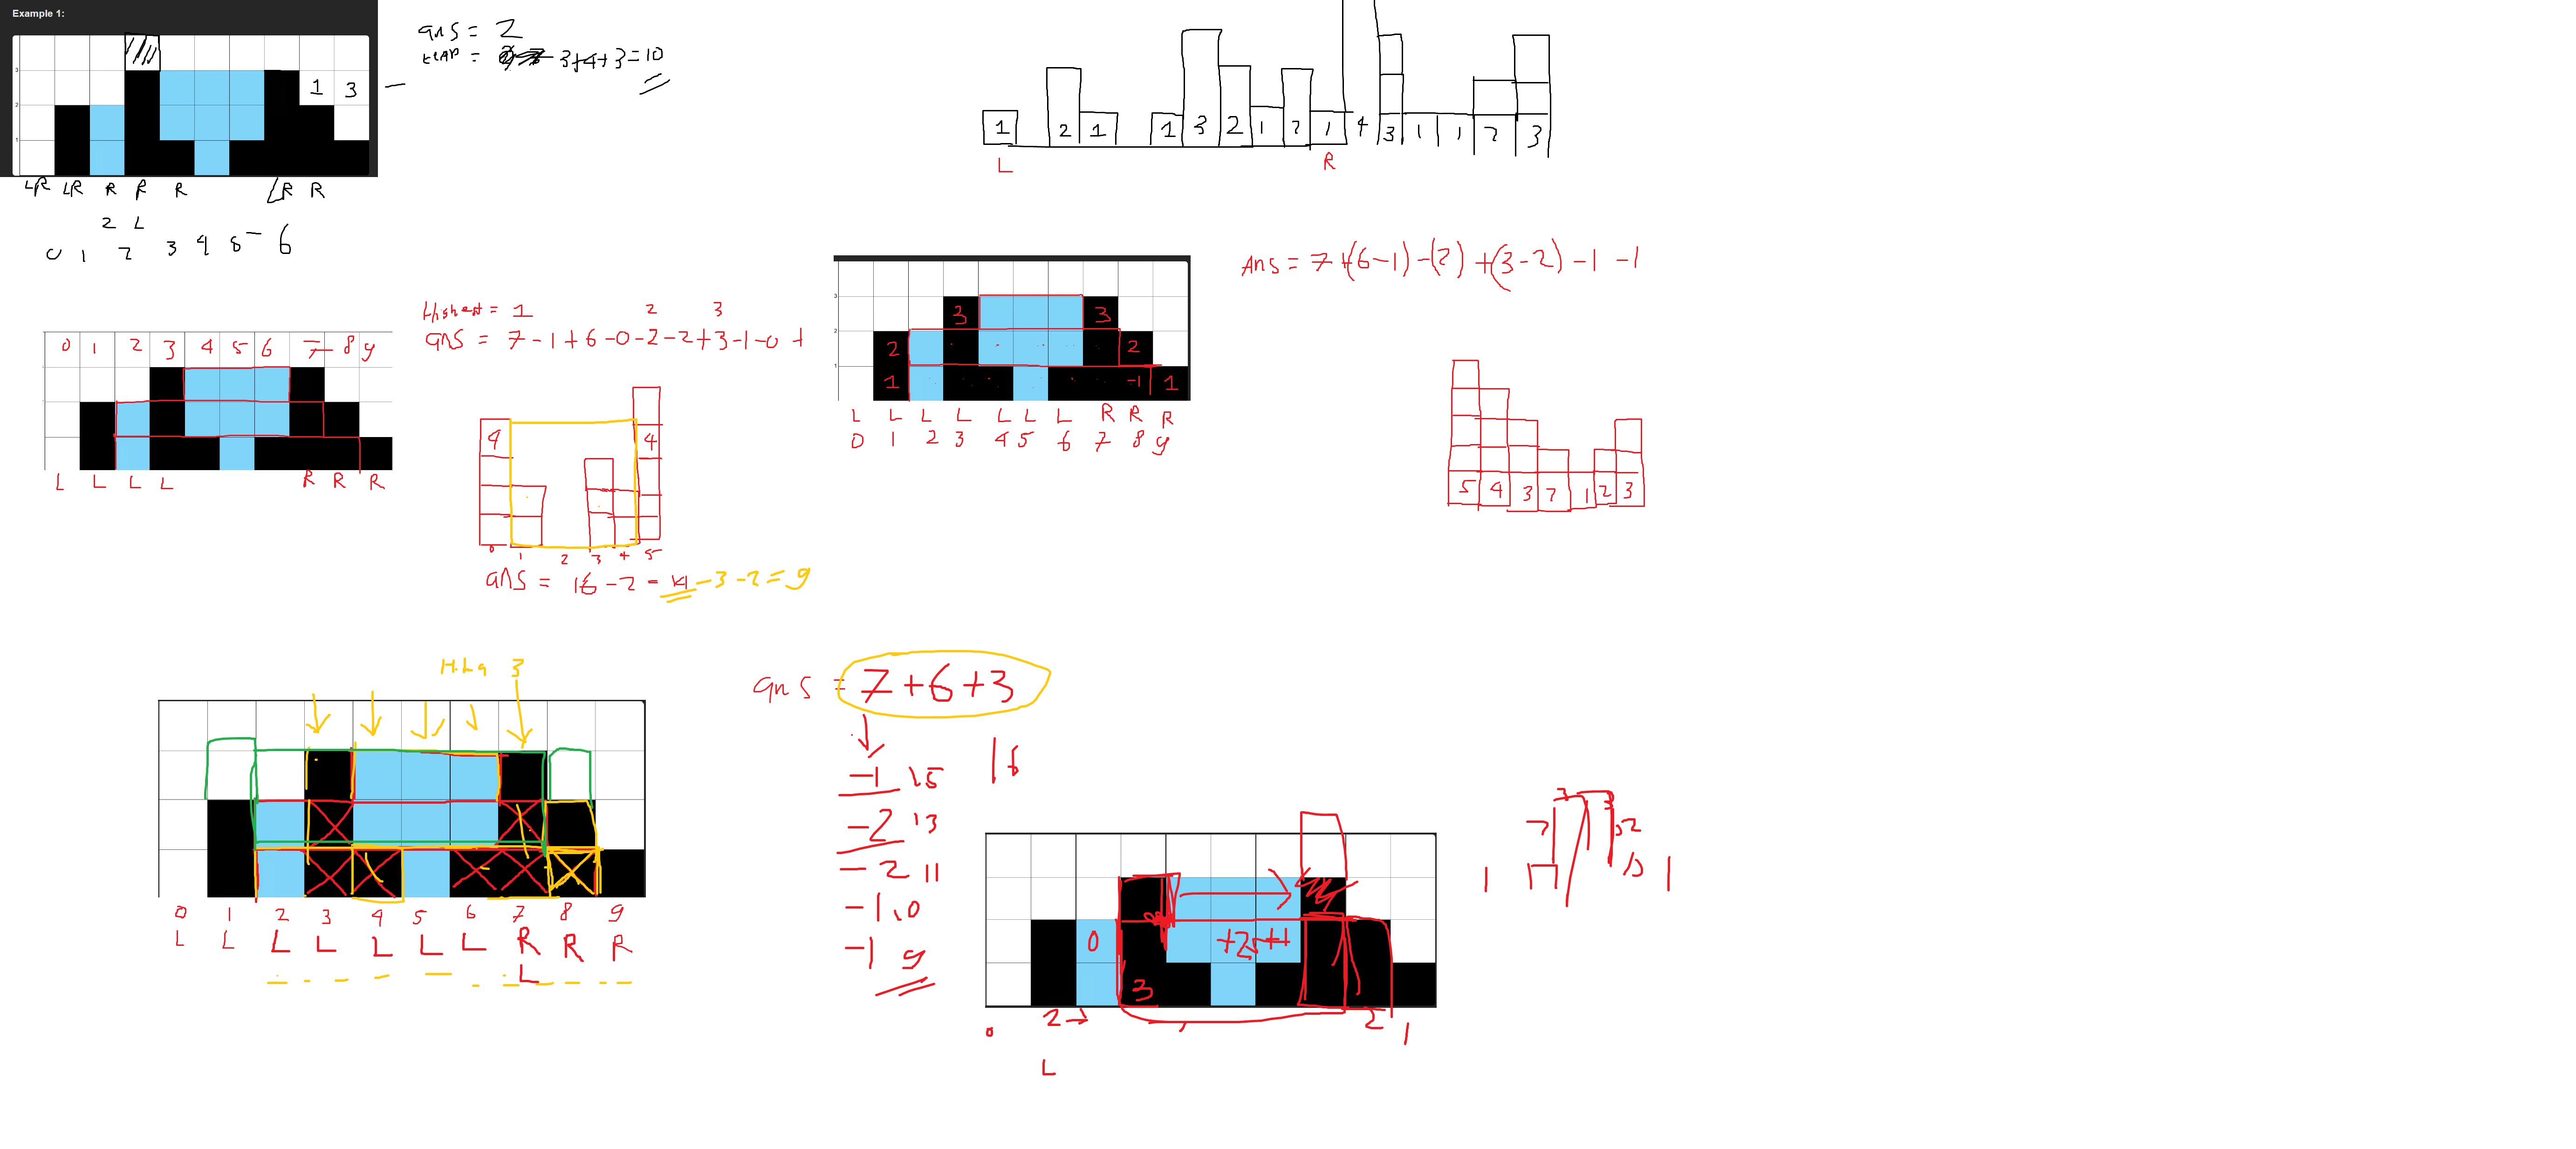 Example 1:
ans = 2
3+4+3=10
3
2
1
1 3
LR LR R R R LR R
2 L
0 1 2 3 4 5 6
1 2 1 1 3 2 1 2 1 4 3 1 1 2 3
L R
Ans = 7+(6-1)-(2)+(3-2)-1-1
Highest = 1 2 3
ans = 7-1+6-0-2-2+3-1-0+
0 1 2 3 4 5 6 7 8 9
L L L L R R R
4 4
0 1 2 3 4 5
ans = 16-2=14-3-2=9
3
2
1
3 3
2 2
1 -1 1
L L L L L L L R R R
0 1 2 3 4 5 6 7 8 9
5 4 3 2 1 2 3
3
0 1 2 3 4 5 6 7 8 9
L L L L L L L R R R
L
ans = 7+6+3
16
-1 15
-2 13
-2 11
-1 10
-1 9
0
3
0 2 2 1
L
3 3
2
1 1